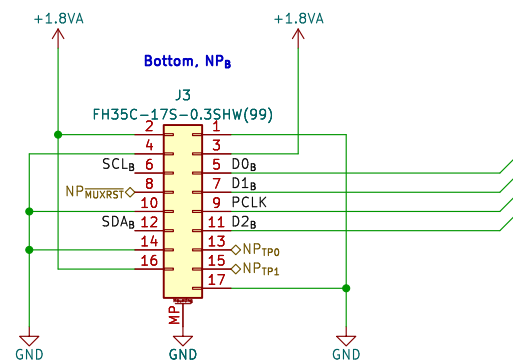 +1.8VA +1.8VA
Bottom, NPB
J3
FH35C-17S-0.3SHW(99)
2 1
4 3
SCLB 6 5 D0B
NPMUXRST 8 7 D1B
10 9 PCLK
SDAB 12 11 D2B
14 13 NPTP0
16 15 NPTP1
17
MP
GND GND GND